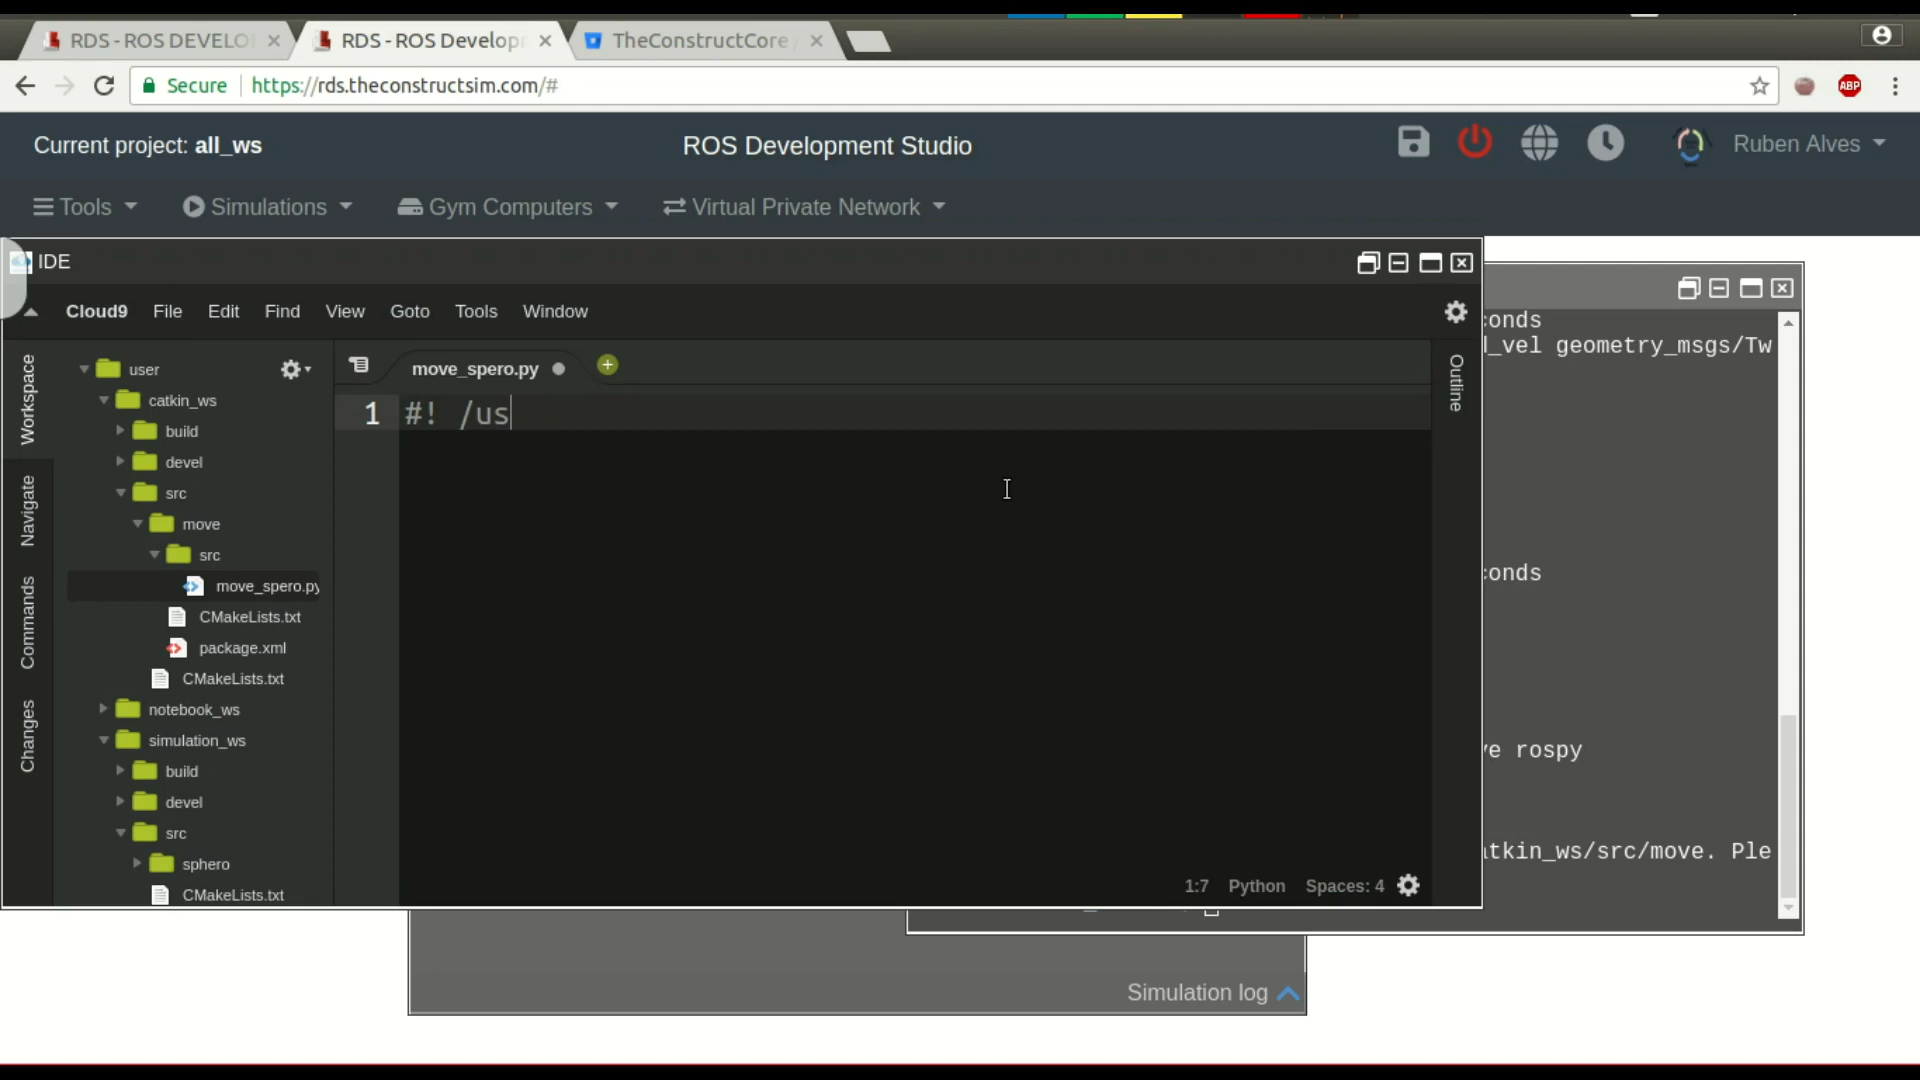 RDS - ROS DEVELO
RDS - ROS Develop
TheConstructCore
Secure https://rds.theconstructsim.com/#
ABP
Current project: all_ws
ROS Development Studio
Ruben Alves
Tools
Simulations
Gym Computers
Virtual Private Network
IDE
Cloud9 File Edit Find View Goto Tools Window
Workspace
Navigate
Commands
Changes
user
catkin_ws
build
devel
src
move
src
move_spero.py
CMakeLists.txt
package.xml
CMakeLists.txt
notebook_ws
simulation_ws
build
devel
src
sphero
CMakeLists.txt
move_spero.py
1 #! /us
Outline
1:7 Python Spaces: 4
onds
_vel geometry_msgs/Tw
onds
e rospy
tkin_ws/src/move. Ple
Simulation log